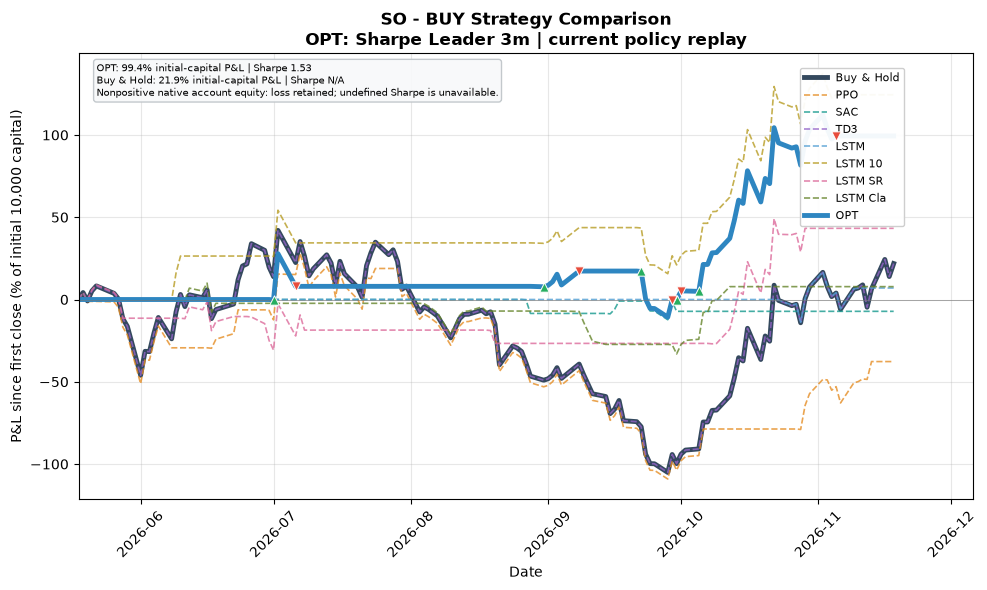 SO - BUY Strategy Comparison
OPT: Sharpe Leader 3m | current policy replay
OPT: 99.4% initial-capital P&L | Sharpe 1.53
Buy & Hold: 21.9% initial-capital P&L | Sharpe N/A
Nonpositive native account equity: loss retained; undefined Sharpe is unavailable.
Buy & Hold
PPO
SAC
TD3
LSTM
LSTM 10
LSTM SR
LSTM Cla
OPT
P&L since first close (% of initial 10,000 capital)
100
50
0
−50
−100
2026-06
2026-07
2026-08
2026-09
2026-10
2026-11
2026-12
Date